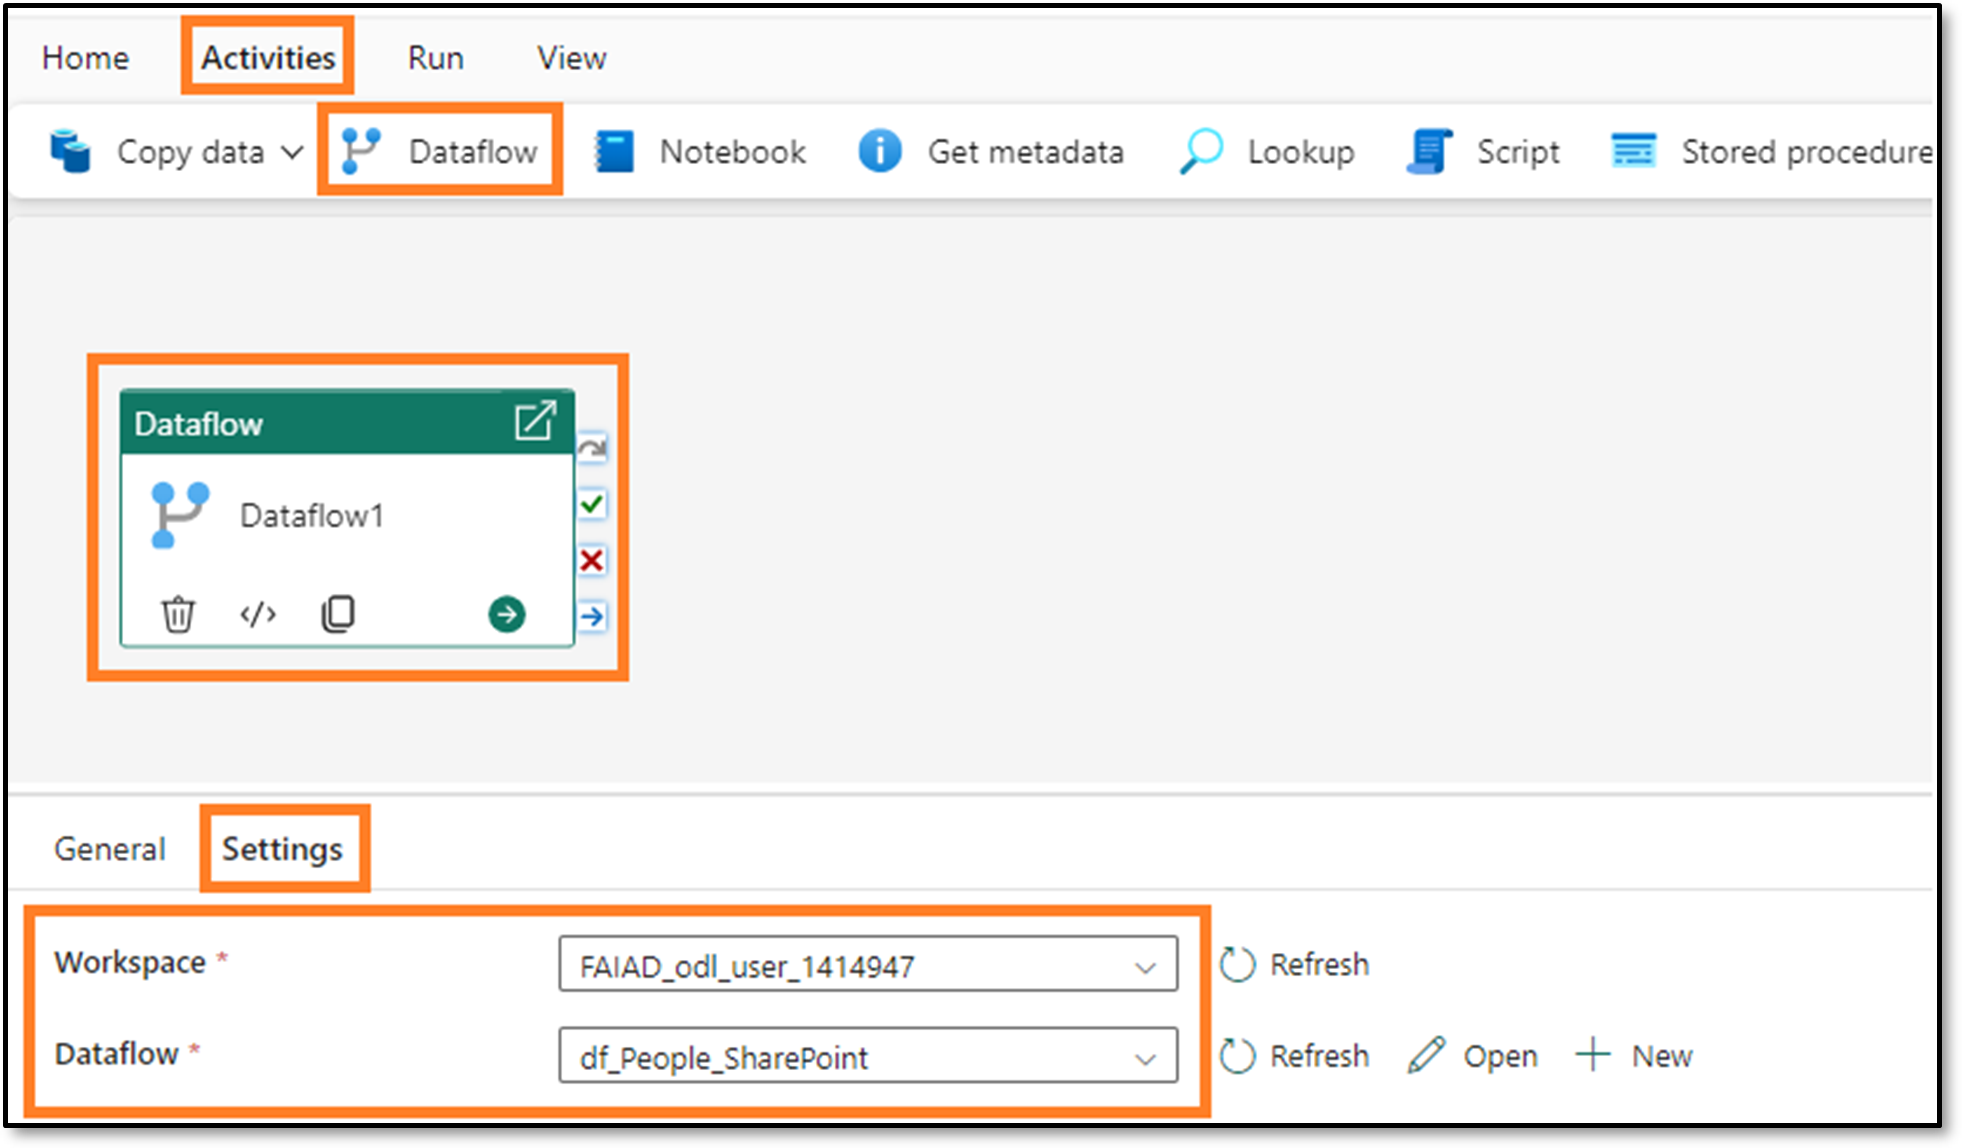 Home Activities Run View
Copy data Dataflow Notebook Get metadata Lookup Script Stored procedure
Dataflow
Dataflow1
</>
General Settings
Workspace * FAIAD_odl_user_1414947 Refresh
Dataflow * df_People_SharePoint Refresh Open New